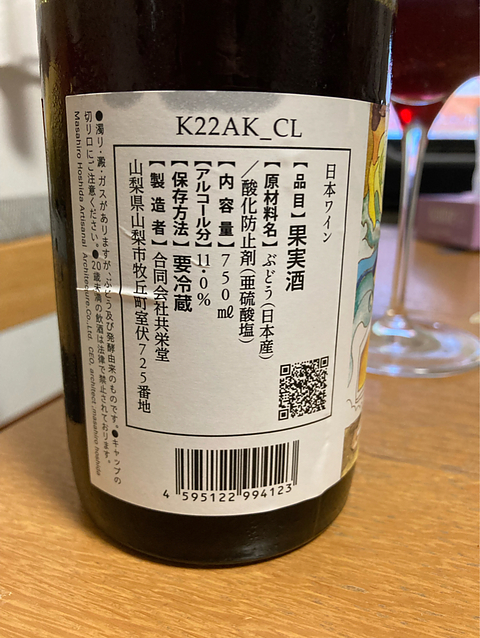 K22AK_CL
日本ワイン
【品目】果実酒
【原材料名】ぶどう(日本産)
／酸化防止剤(亜硫酸塩)
【内容量】750㎖
【アルコール分】11.0%
【保存方法】要冷蔵
【製造者】合同会社共栄堂
山梨県山梨市牧丘町室伏725番地
●濁り・澱・ガスがありますが、ぶどう及び発酵由来のものです。●キャップの
切り口にご注意ください。●20歳未満の飲酒は法律で禁止されております。
Masahiro Hoshida Artisanal Architecture.Co.,Ltd. CEO, architect,masahiro hoshida
4 595122 994123